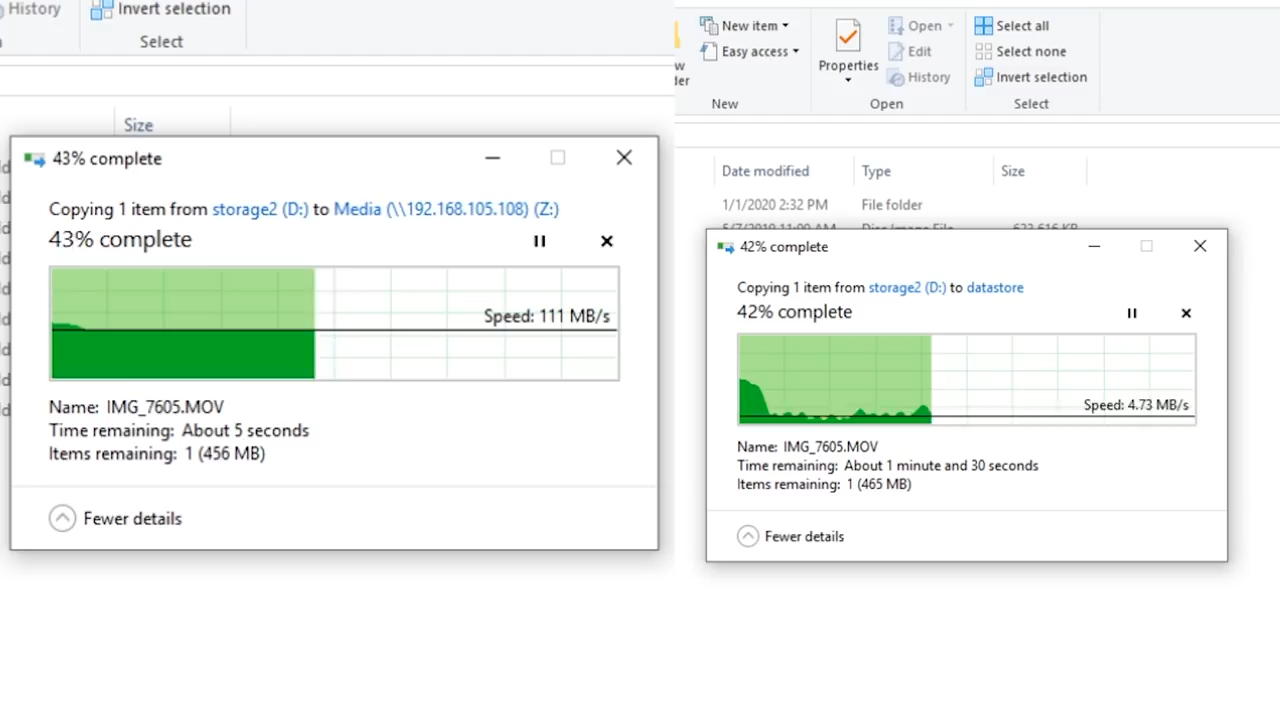 History
Invert selection
Select
Size
43% complete
Copying 1 item from storage2 (D:) to Media (\\192.168.105.108) (Z:)
43% complete
Speed: 111 MB/s
Name: IMG_7605.MOV
Time remaining: About 5 seconds
Items remaining: 1 (456 MB)
Fewer details
New item
Easy access
New
Properties
Open
Edit
History
Open
Select all
Select none
Invert selection
Select
Date modified Type Size
1/1/2020 2:32 PM File folder
42% complete
Copying 1 item from storage2 (D:) to datastore
42% complete
Speed: 4.73 MB/s
Name: IMG_7605.MOV
Time remaining: About 1 minute and 30 seconds
Items remaining: 1 (465 MB)
Fewer details